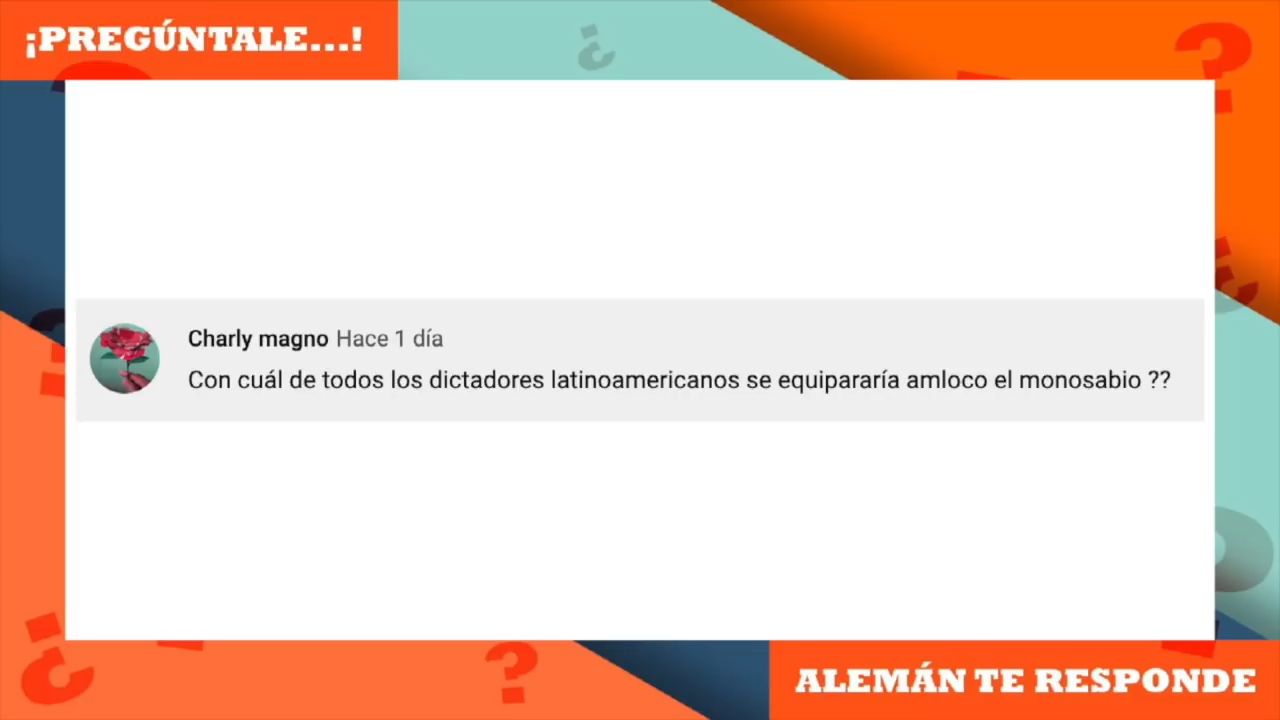 ¡PREGÚNTALE...!
Charly magno Hace 1 día
Con cuál de todos los dictadores latinoamericanos se equipararía amloco el monosabio ??
ALEMÁN TE RESPONDE